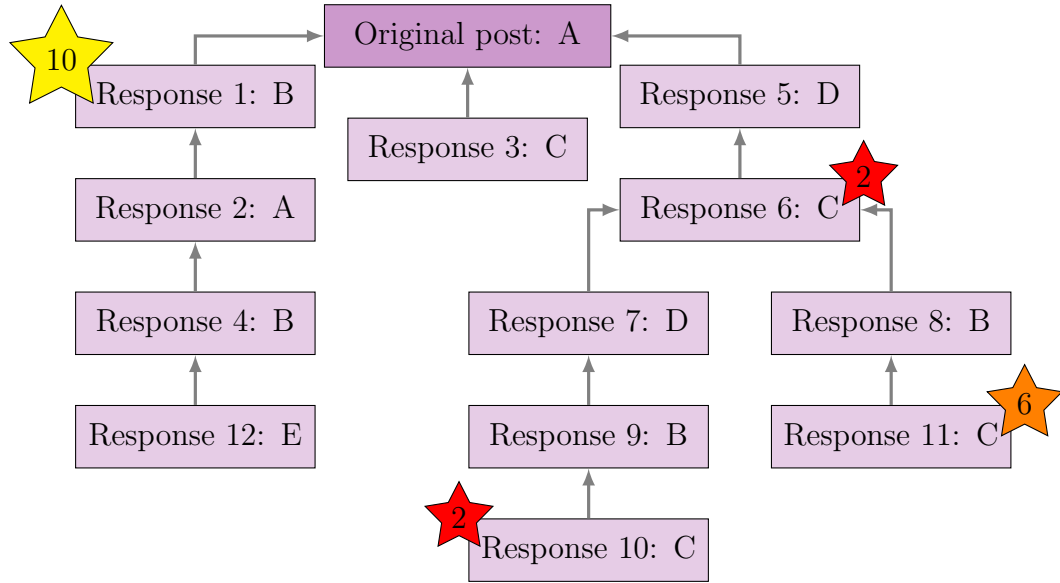 Original post: A
10
Response 1: B
Response 5: D
Response 3: C
2
Response 2: A
Response 6: C
Response 4: B
Response 7: D
Response 8: B
6
Response 12: E
Response 9: B
Response 11: C
2
Response 10: C